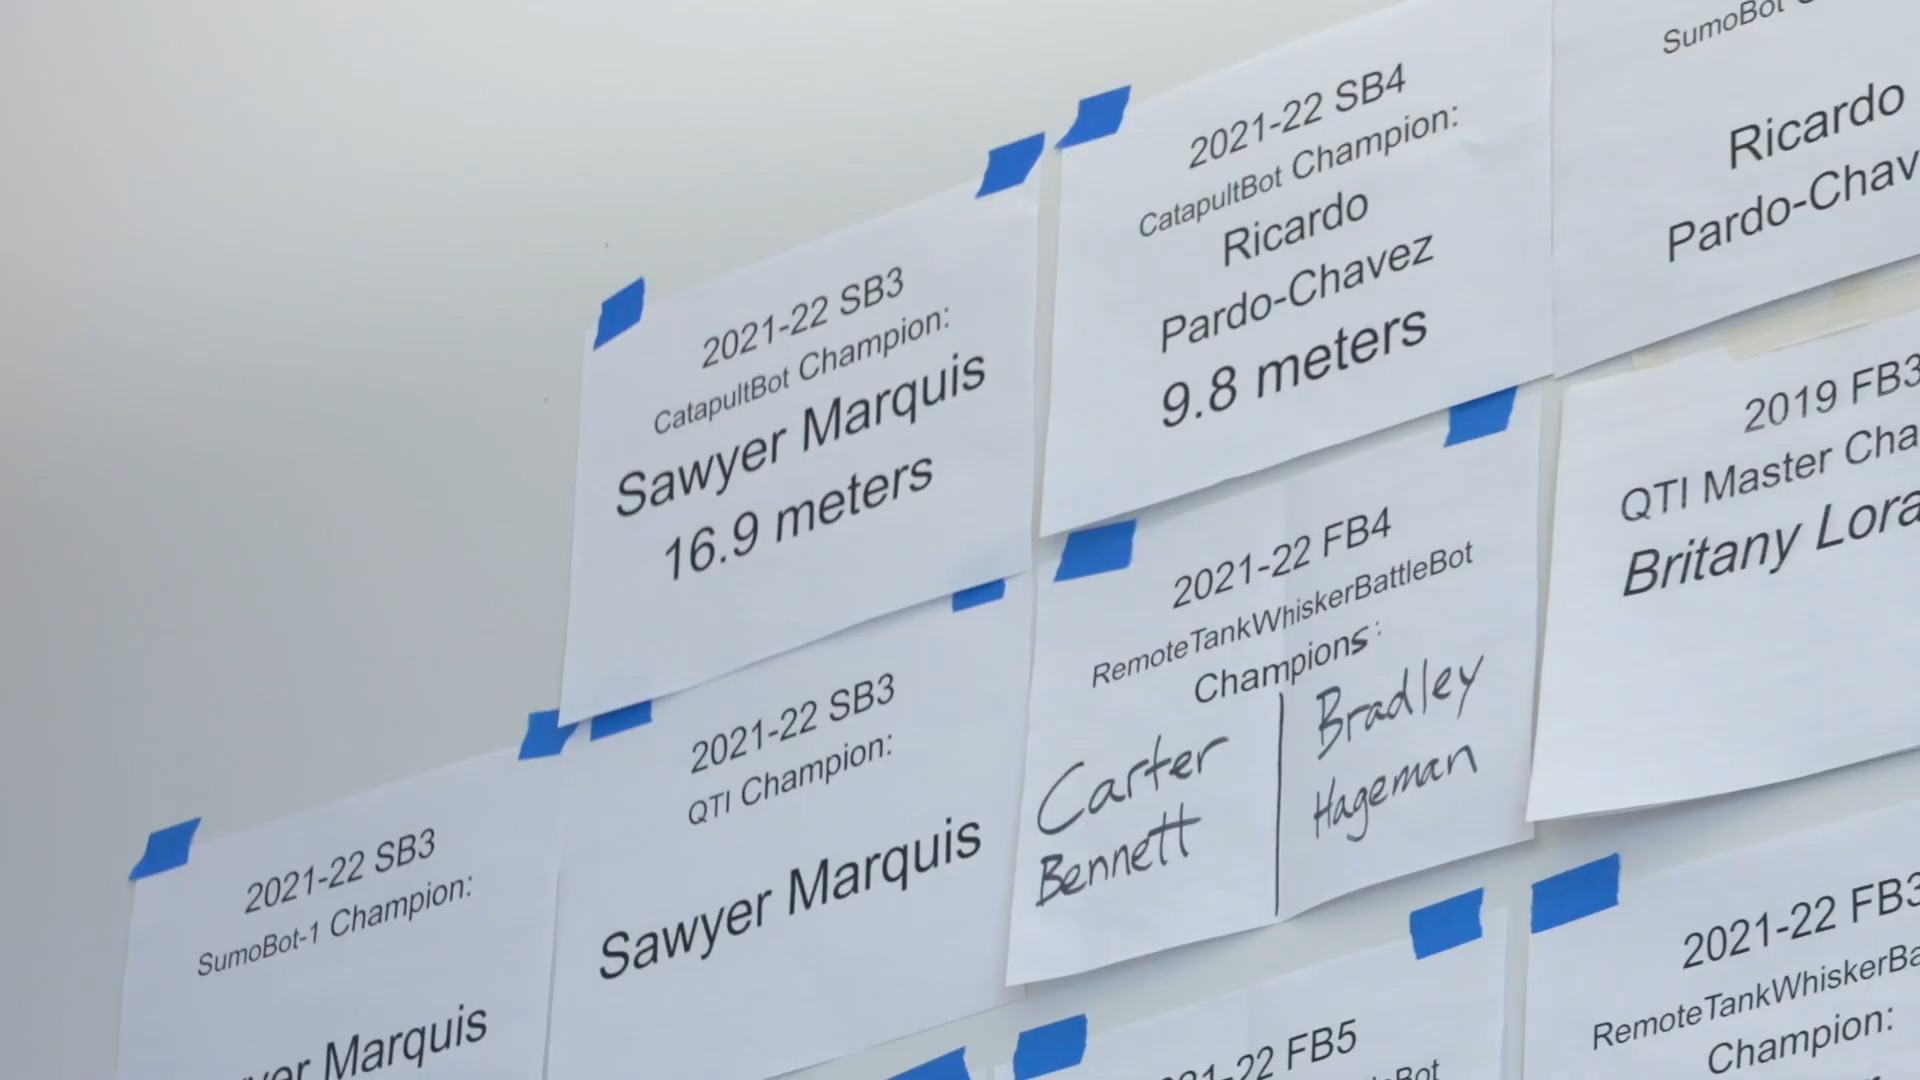 2021-22 SB3
CatapultBot Champion:
Sawyer Marquis
16.9 meters
2021-22 SB4
CatapultBot Champion:
Ricardo
Pardo-Chavez
9.8 meters
SumoBot
Ricardo
Pardo-Chav
2021-22 SB3
SumoBot-1 Champion:
Marquis
2021-22 SB3
QTI Champion:
Sawyer Marquis
2021-22 FB4
RemoteTankWhiskerBattleBot
Champions:
Carter
Bennett
Bradley
Hageman
2019 FB3
QTI Master Cha
Britany Lora
22 FB5
Bot
2021-22 FB3
RemoteTankWhiskerBa
Champion: